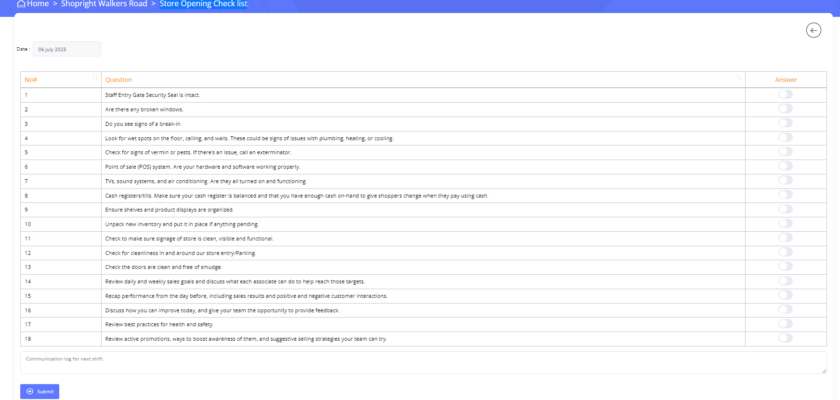 Home > Shopright Walkers Road > Store Opening Check list
Date : 06 July 2023
No# Question Answer
1 Staff Entry Gate Security Seal is intact.
2 Are there any broken windows.
3 Do you see signs of a break-in.
4 Look for wet spots on the floor, ceiling, and walls. These could be signs of issues with plumbing, heating, or cooling.
5 Check for signs of vermin or pests. If there's an issue, call an exterminator.
6 Point of sale (POS) system. Are your hardware and software working properly.
7 TVs, sound systems, and air conditioning. Are they all turned on and functioning.
8 Cash registers/tills. Make sure your cash register is balanced and that you have enough cash on-hand to give shoppers change when they pay using cash.
9 Ensure shelves and product displays are organized.
10 Unpack new inventory and put it in place if anything pending.
11 Check to make sure signage of store is clean, visible and functional.
12 Check for cleanliness in and around our store entry/Parking.
13 Check the doors are clean and free of smudge.
14 Review daily and weekly sales goals and discuss what each associate can do to help reach those targets.
15 Recap performance from the day before, including sales results and positive and negative customer interactions.
16 Discuss how you can improve today, and give your team the opportunity to provide feedback.
17 Review best practices for health and safety.
18 Review active promotions, ways to boost awareness of them, and suggestive selling strategies your team can try.
Communication log for next shift.
Submit